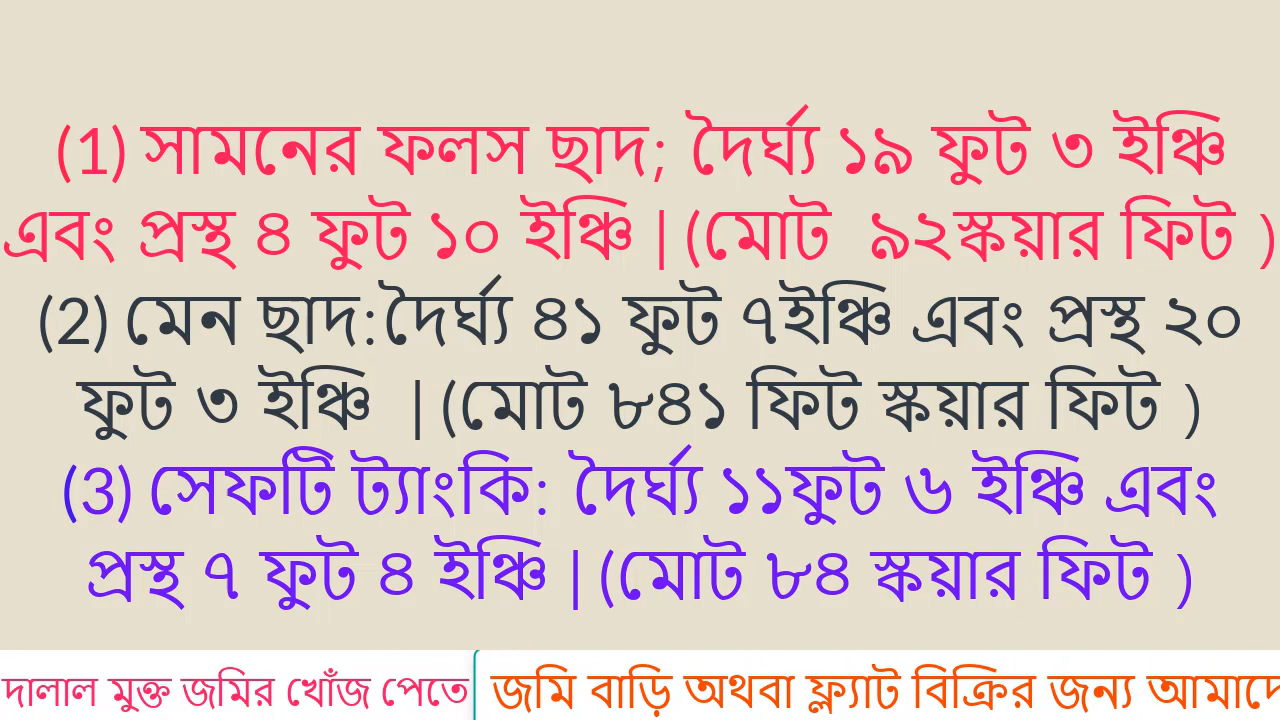 (1) সামনের ফলস ছাদ; দৈর্ঘ্য ১৯ ফুট ৩ ইঞ্চি
এবং প্রস্থ ৪ ফুট ১০ ইঞ্চি | (মোট ৯২স্কয়ার ফিট )
(2) মেন ছাদ:দৈর্ঘ্য ৪১ ফুট ৭ইঞ্চি এবং প্রস্থ ২০
ফুট ৩ ইঞ্চি | (মোট ৮৪১ ফিট স্কয়ার ফিট )
(3) সেফটি ট্যাংকি: দৈর্ঘ্য ১১ফুট ৬ ইঞ্চি এবং
প্রস্থ ৭ ফুট ৪ ইঞ্চি | (মোট ৮৪ স্কয়ার ফিট )
দালাল মুক্ত জমির খোঁজ পেতে
জমি বাড়ি অথবা ফ্ল্যাট বিক্রির জন্য